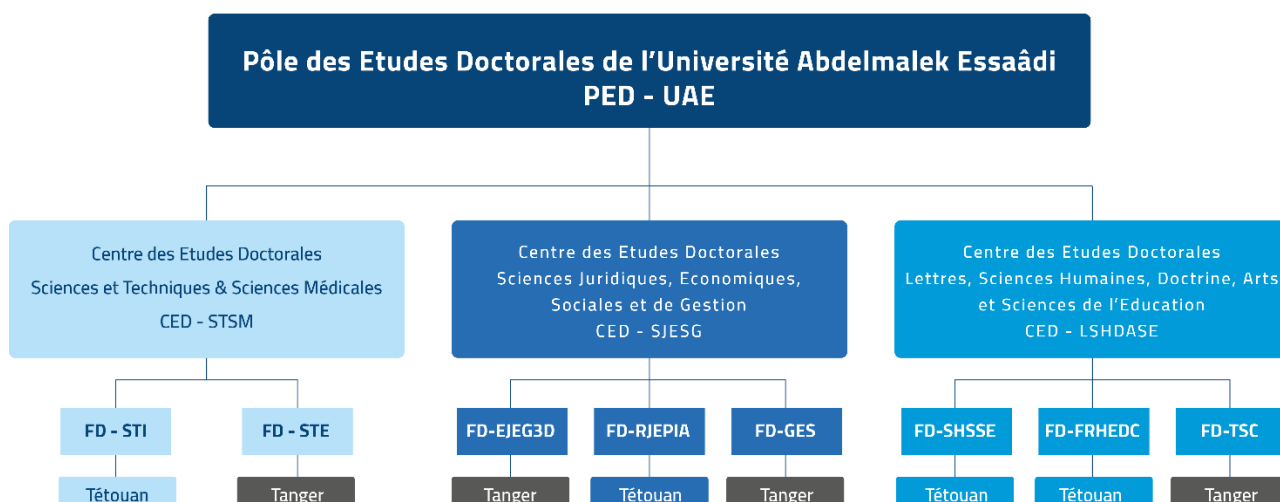 Pôle des Etudes Doctorales de l'Université Abdelmalek Essaâdi
PED - UAE
Centre des Etudes Doctorales
Sciences et Techniques & Sciences Médicales
CED - STSM
Centre des Etudes Doctorales
Sciences Juridiques, Economiques,
Sociales et de Gestion
CED - SJESG
Centre des Etudes Doctorales
Lettres, Sciences Humaines, Doctrine, Arts
et Sciences de l'Education
CED - LSHDASE
FD - STI
FD - STE
FD-EJEG3D
FD-RJEPIA
FD-GES
FD-SHSSE
FD-FRHEDC
FD-TSC
Tétouan
Tanger
Tanger
Tétouan
Tanger
Tétouan
Tétouan
Tanger